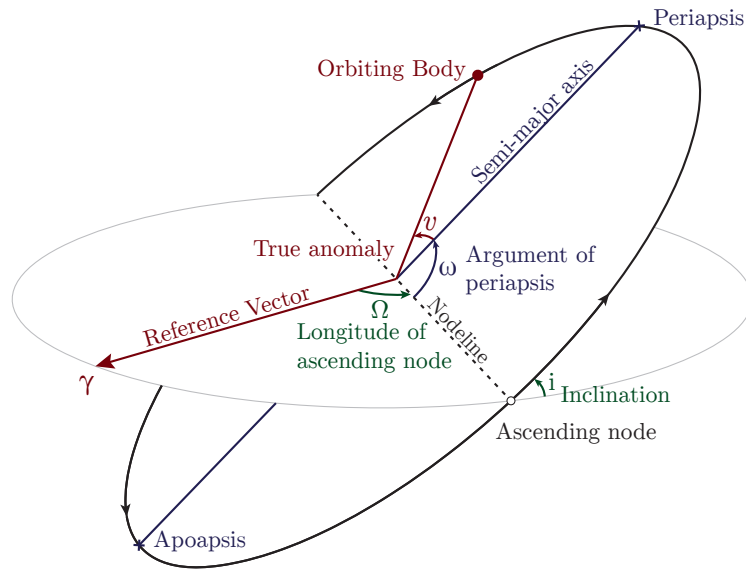 Periapsis
Orbiting Body
Semi-major axis
υ
True anomaly
ω
Argument of
periapsis
Reference Vector
Ω
Nodeline
Longitude of
ascending node
γ
i
Inclination
Ascending node
Apoapsis